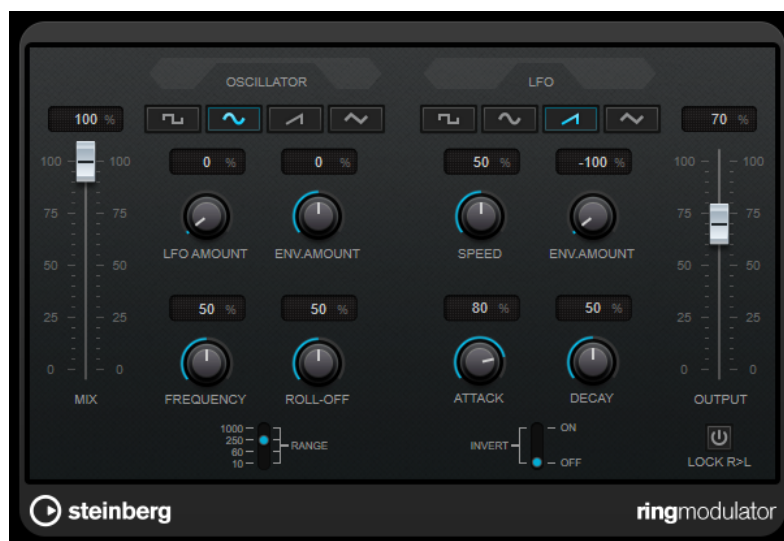 OSCILLATOR LFO
100 % 70 %
0 % 0 % 50 % -100 %
100 100 100 100
75 75 75 75
LFO AMOUNT ENV.AMOUNT SPEED ENV.AMOUNT
50 50 50 50
50 % 50 % 80 % 50 %
25 25 25 25
0 0 0 0
MIX FREQUENCY ROLL-OFF ATTACK DECAY OUTPUT
1000
250
60
10
RANGE
INVERT
ON
OFF
LOCK R>L
steinberg ringmodulator